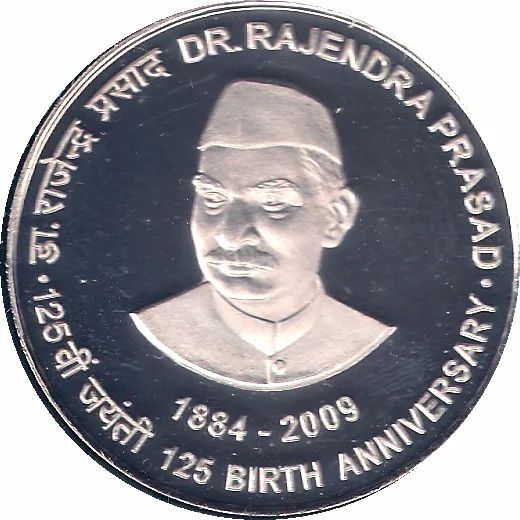 डा. राजेन्द्र प्रसाद DR. RAJENDRA PRASAD
125वीं जयंती 125 BIRTH ANNIVERSARY
1884 - 2009